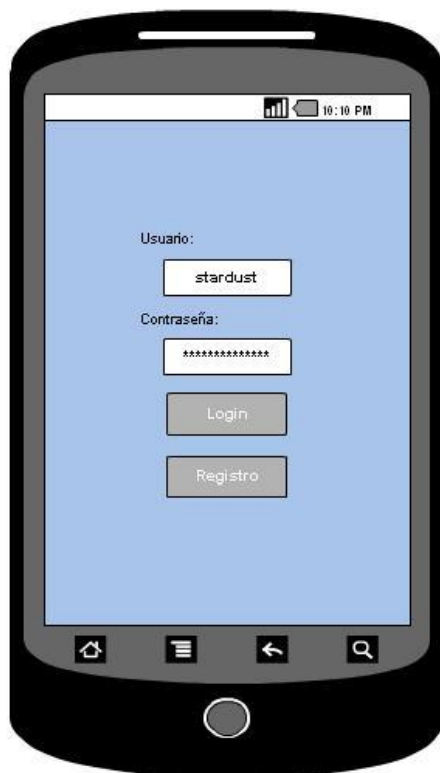 10:10 PM
Usuario:
stardust
Contraseña:
**************
Login
Registro